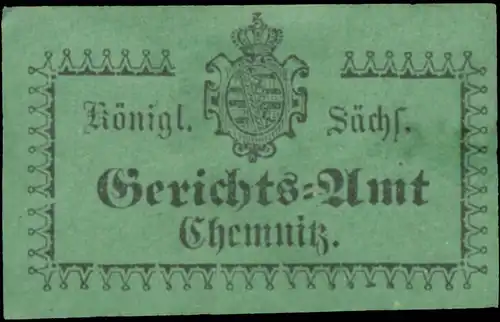 Königl. Sächſ.
Gerichts=Amt
Chemnitz.